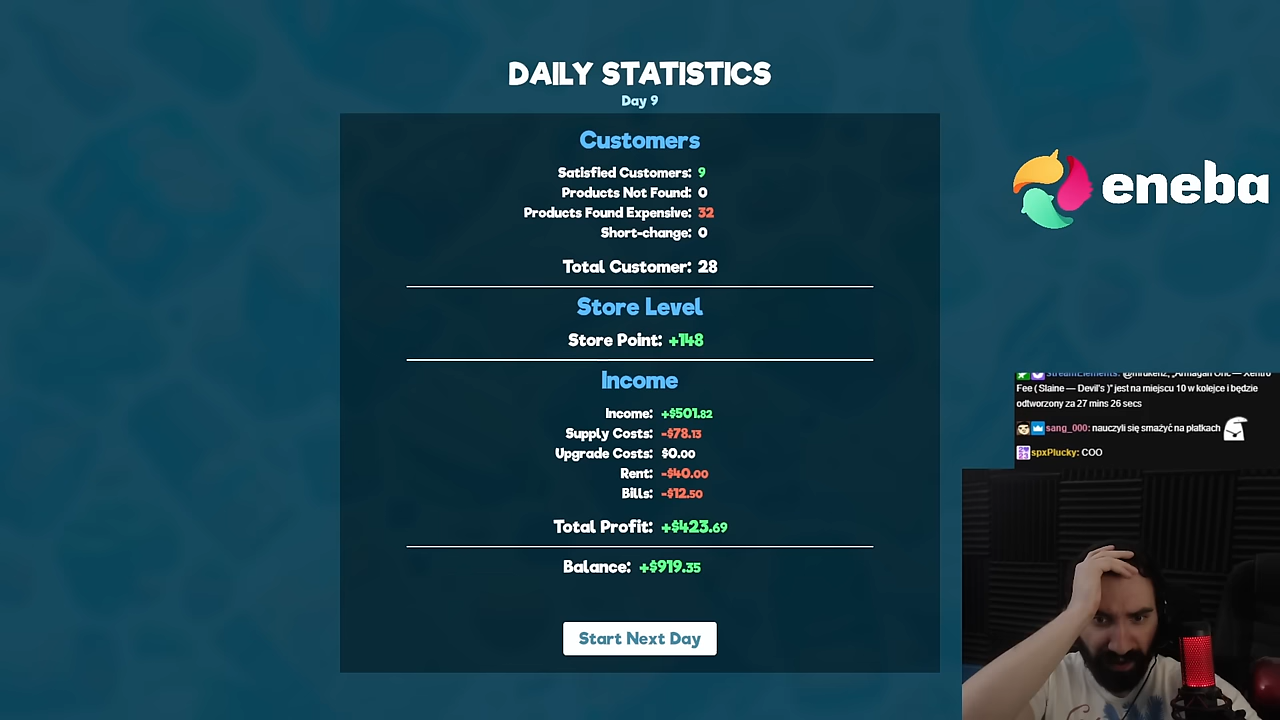 DAILY STATISTICS
Day 9
Customers
Satisfied Customers: 9
Products Not Found: 0
Products Found Expensive: 32
Short-change: 0
Total Customer: 28
Store Level
Store Point: +148
Income
Income: +$501.82
Supply Costs: -$78.13
Upgrade Costs: $0.00
Rent: -$40.00
Bills: -$12.50
Total Profit: +$423.69
Balance: +$919.35
Start Next Day
eneba
Fee ( Slaine — Devil's )" jest na miejscu 10 w kolejce i będzie
odtworzony za 27 mins 26 secs
sang_000: nauczyli się smażyć na płatkach
spxPlucky: COO